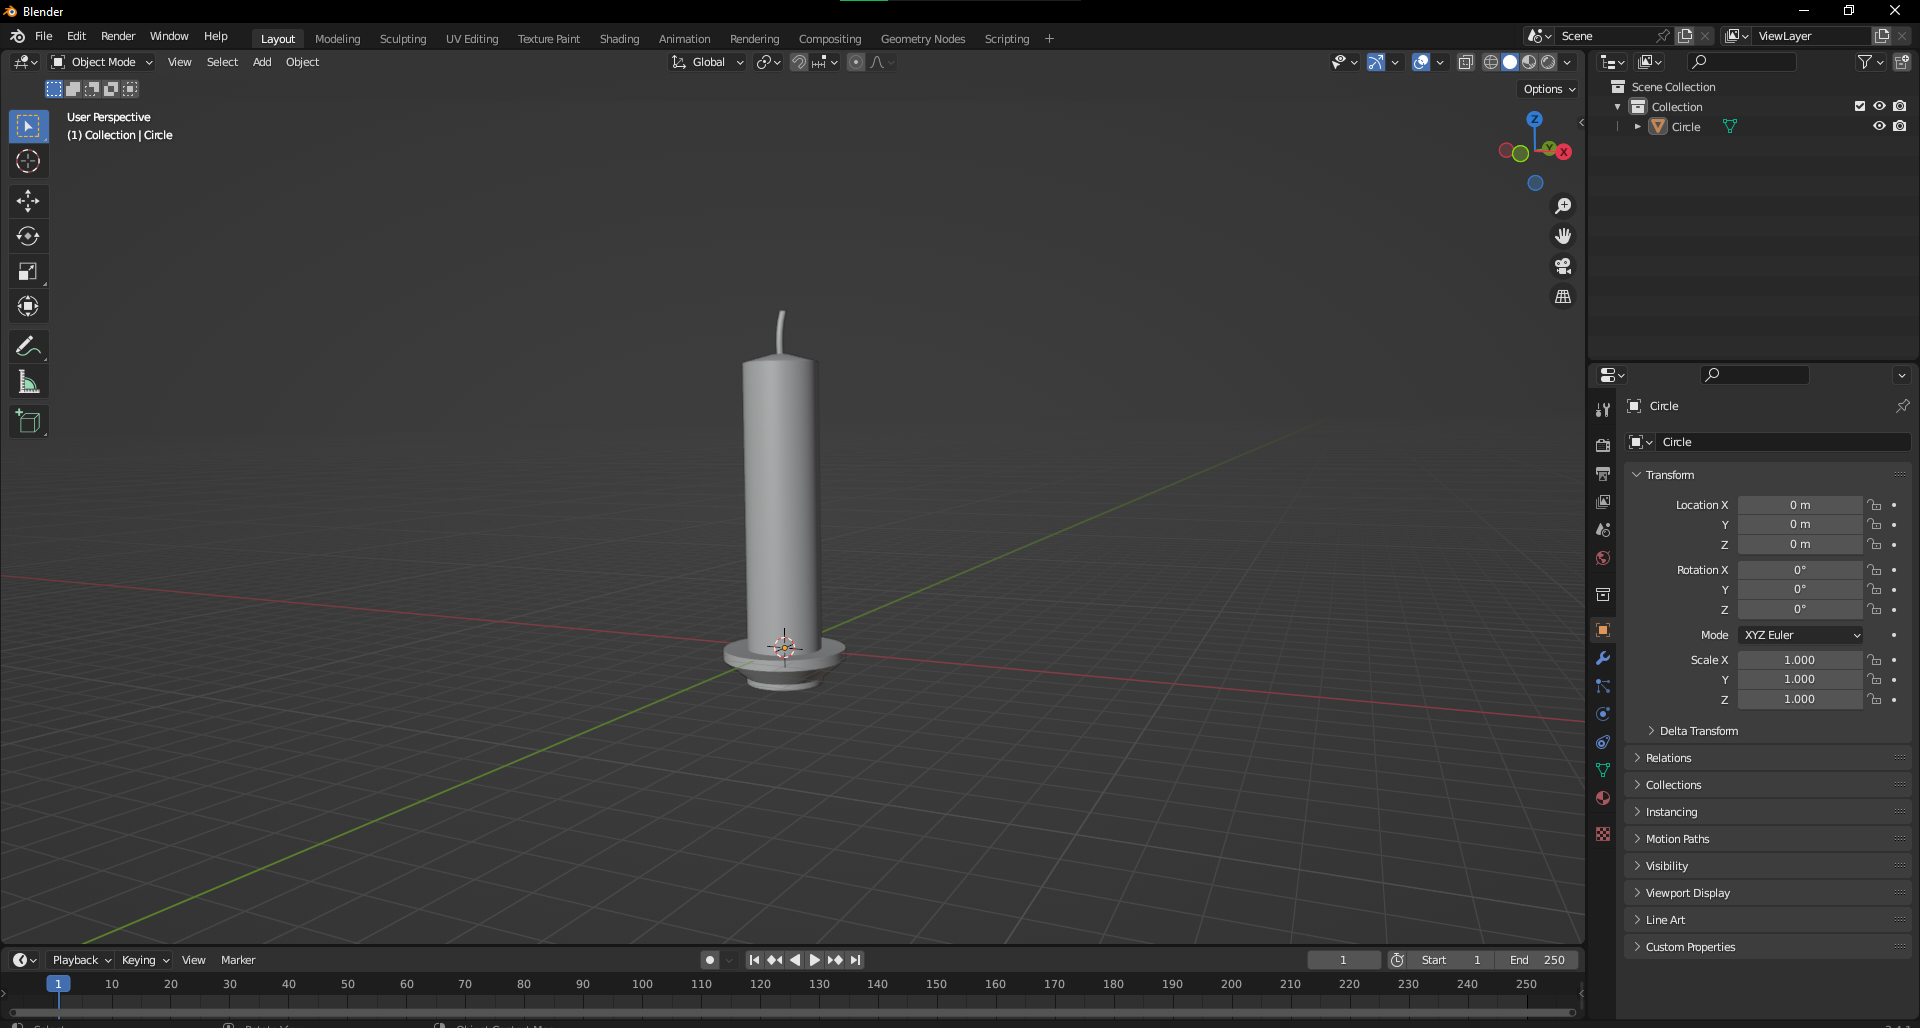 Blender
File Edit Render Window Help
Layout Modeling Sculpting UV Editing Texture Paint Shading Animation Rendering Compositing Geometry Nodes Scripting +
Scene
ViewLayer
Object Mode View Select Add Object
Global
Options
User Perspective
(1) Collection | Circle
Z
Y
X
Scene Collection
Collection
Circle
Circle
Circle
Transform
Location X 0 m
Y 0 m
Z 0 m
Rotation X 0°
Y 0°
Z 0°
Mode XYZ Euler
Scale X 1.000
Y 1.000
Z 1.000
Delta Transform
Relations
Collections
Instancing
Motion Paths
Visibility
Viewport Display
Line Art
Custom Properties
Playback Keying View Marker
1 Start 1 End 250
1 10 20 30 40 50 60 70 80 90 100 110 120 130 140 150 160 170 180 190 200 210 220 230 240 250